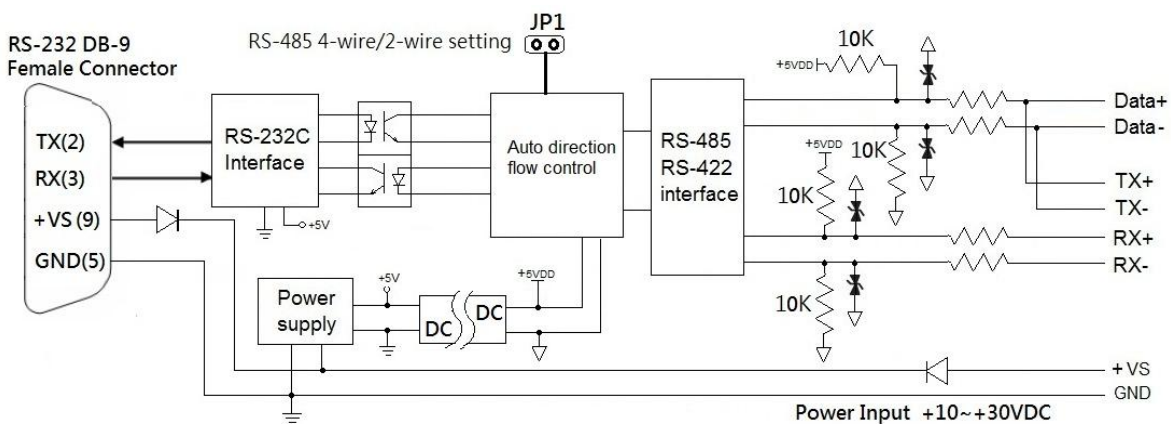 JP1
RS-485 4-wire/2-wire setting
RS-232 DB-9
Female Connector
TX(2)
RX(3)
+VS (9)
GND(5)
RS-232C
Interface
+5V
Auto direction
flow control
RS-485
RS-422
interface
10K
+5VDD
+5VDD
10K
10K
10K
Data+
Data-
TX+
TX-
RX+
RX-
Power
supply
+5V
DC
DC
+5VDD
+VS
GND
Power Input +10~+30VDC